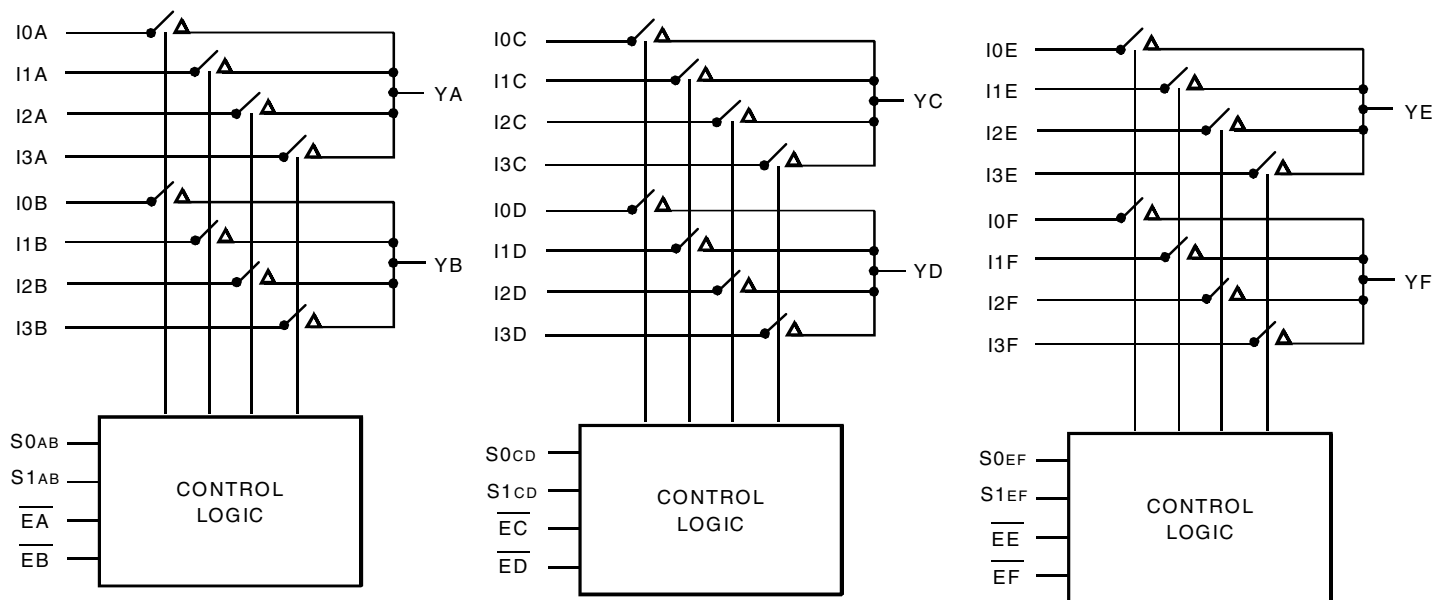 I0A
I1A
YA
I2A
I3A
I0B
I1B
YB
I2B
I3B
S0AB
S1AB
EA
EB
CONTROL
LOGIC
I0C
I1C
YC
I2C
I3C
I0D
I1D
YD
I2D
I3D
S0CD
S1CD
EC
ED
CONTROL
LOGIC
I0E
I1E
YE
I2E
I3E
I0F
I1F
YF
I2F
I3F
S0EF
S1EF
EE
EF
CONTROL
LOGIC